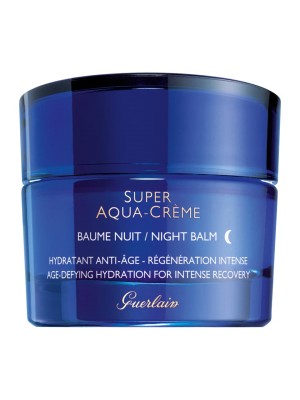 SUPER
AQUA-CRÈME
BAUME NUIT / NIGHT BALM
HYDRATANT ANTI-ÂGE - RÉGÉNÉRATION INTENSE
AGE-DEFYING HYDRATION FOR INTENSE RECOVERY
Guerlain